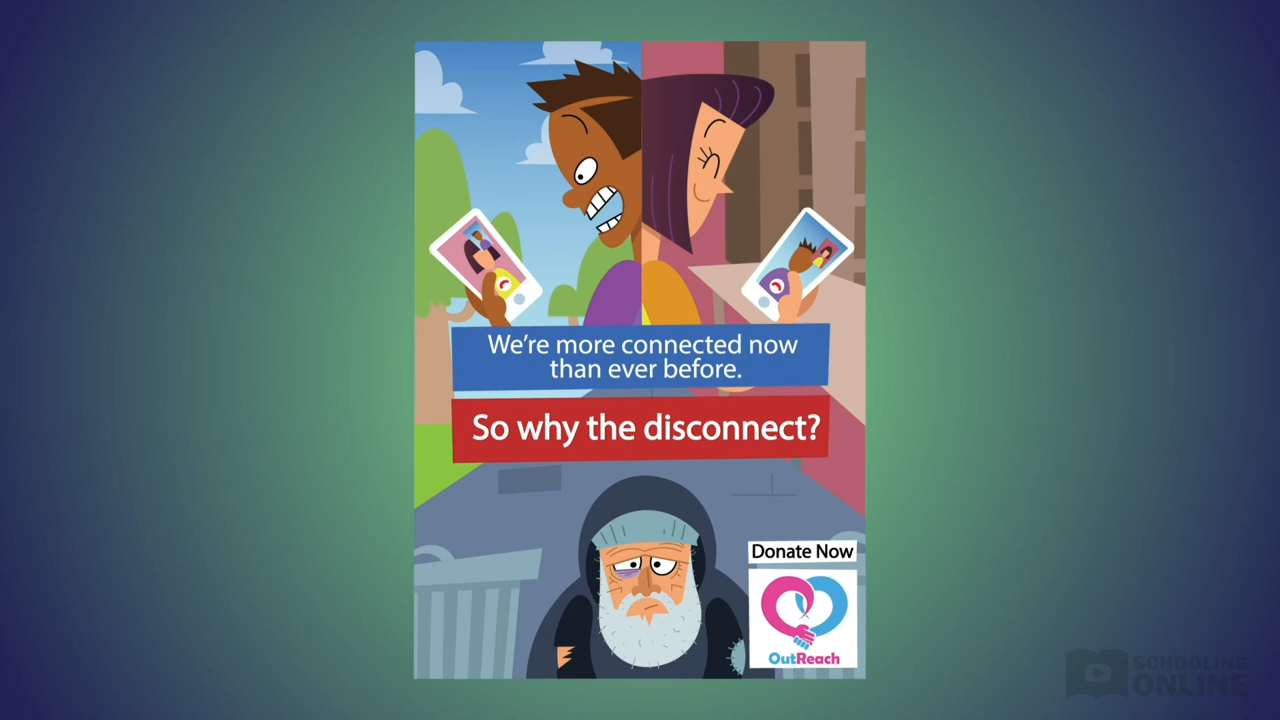 We're more connected now
than ever before.
So why the disconnect?
Donate Now
OutReach
SCHOOLING
ONLINE